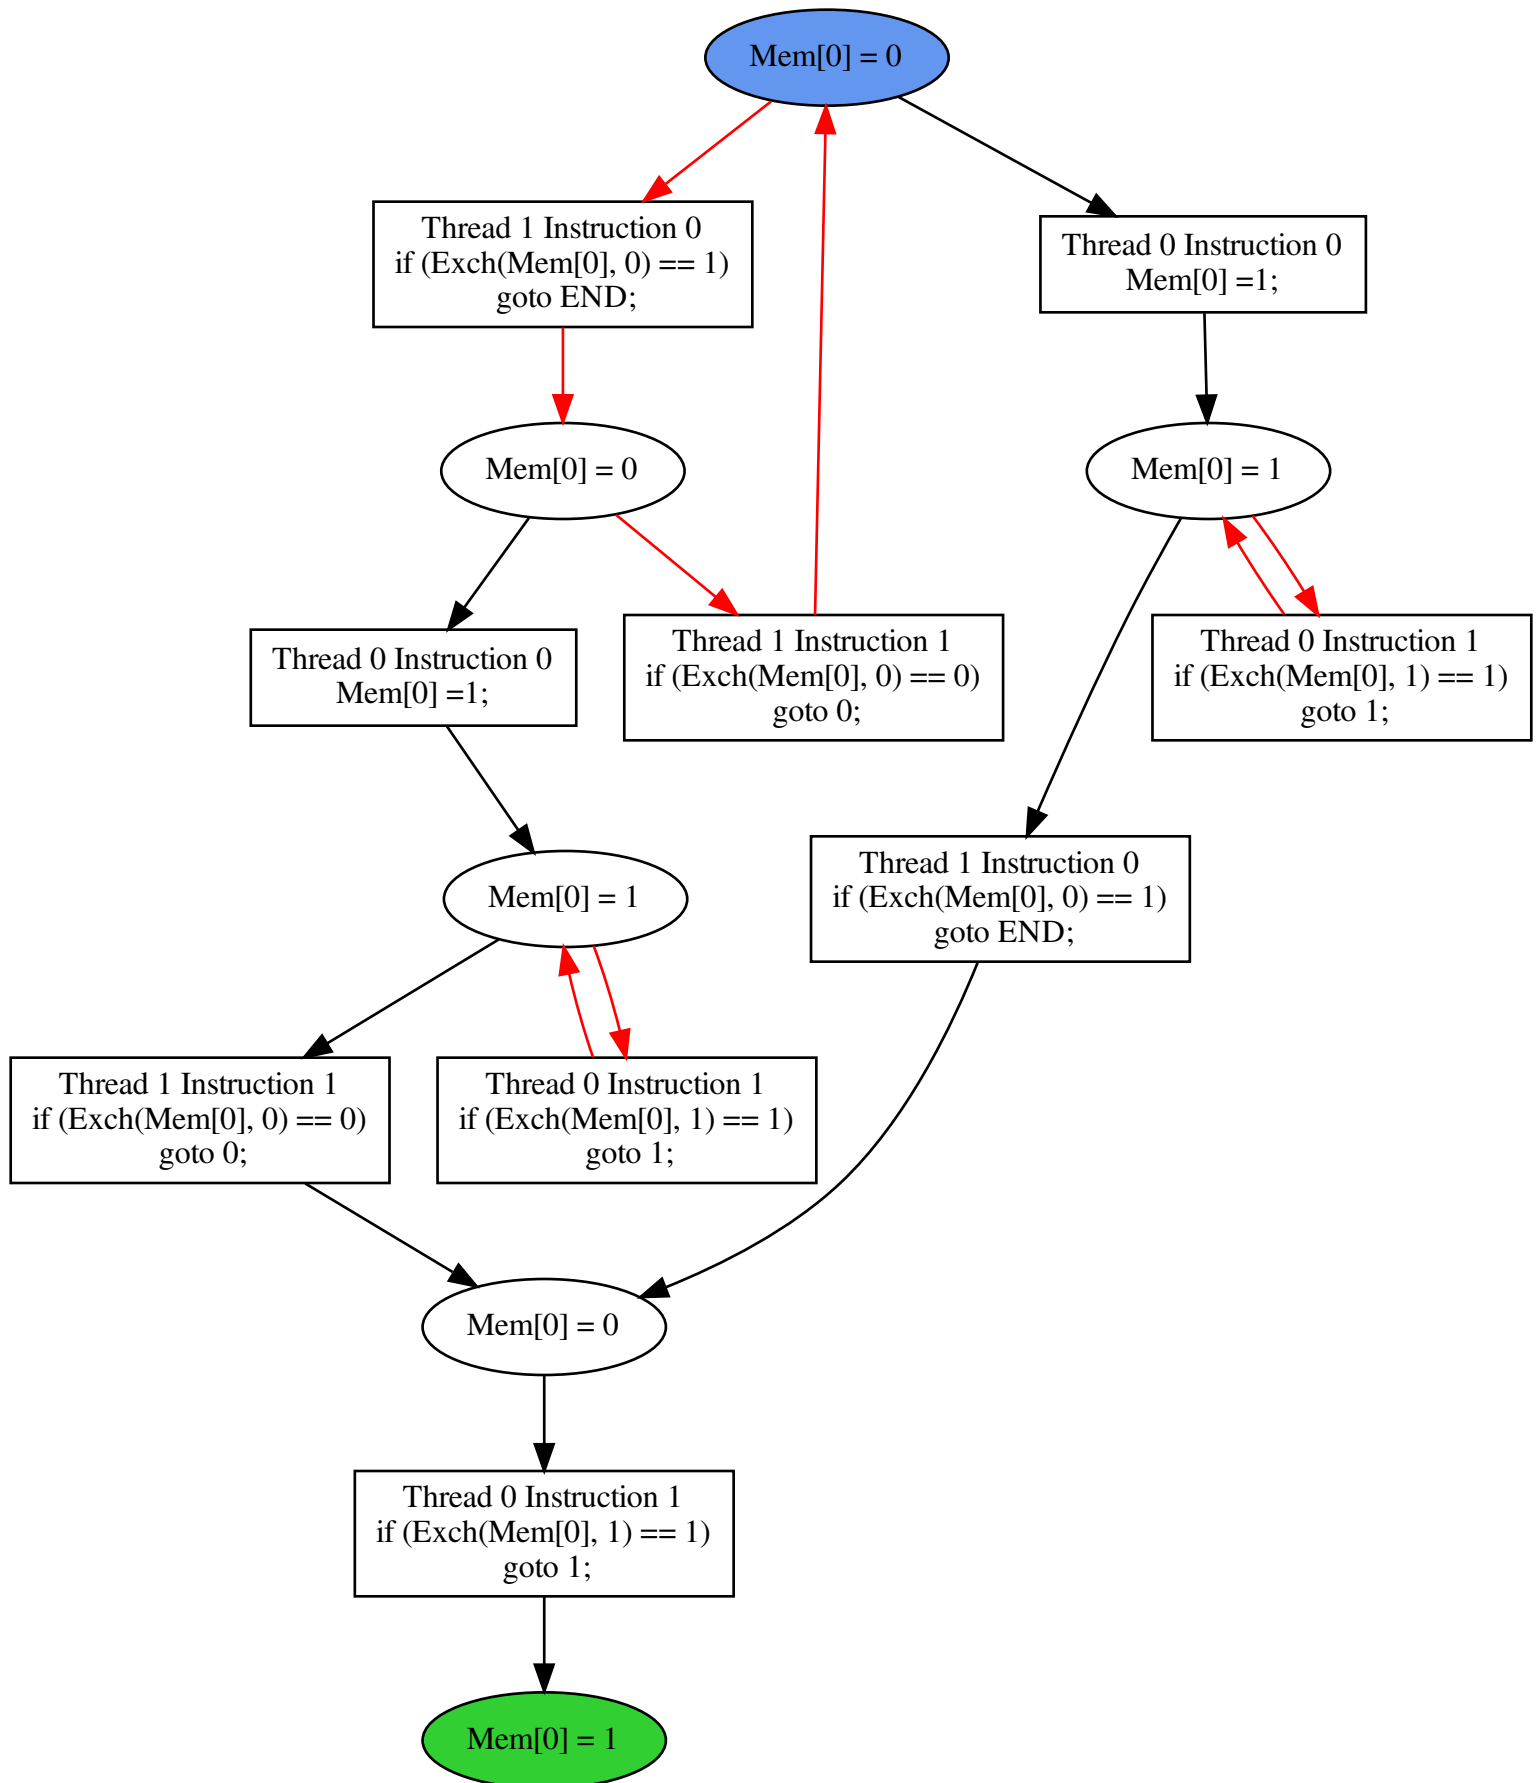 Mem[0] = 0
Thread 1 Instruction 0
if (Exch(Mem[0], 0) == 1)
goto END;
Thread 0 Instruction 0
Mem[0] =1;
Mem[0] = 0
Mem[0] = 1
Thread 0 Instruction 0
Mem[0] =1;
Thread 1 Instruction 1
if (Exch(Mem[0], 0) == 0)
goto 0;
Thread 0 Instruction 1
if (Exch(Mem[0], 1) == 1)
goto 1;
Mem[0] = 1
Thread 1 Instruction 0
if (Exch(Mem[0], 0) == 1)
goto END;
Thread 1 Instruction 1
if (Exch(Mem[0], 0) == 0)
goto 0;
Thread 0 Instruction 1
if (Exch(Mem[0], 1) == 1)
goto 1;
Mem[0] = 0
Thread 0 Instruction 1
if (Exch(Mem[0], 1) == 1)
goto 1;
Mem[0] = 1